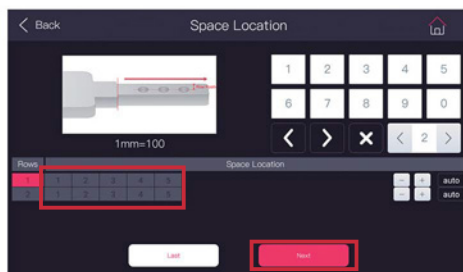 Back
Space Location
1 2 3 4 5
6 7 8 9 0
2
1mm=100
Rows Space Location
1 1 2 3 4 5 - + auto
2 1 2 3 4 5 - + auto
Last
Next